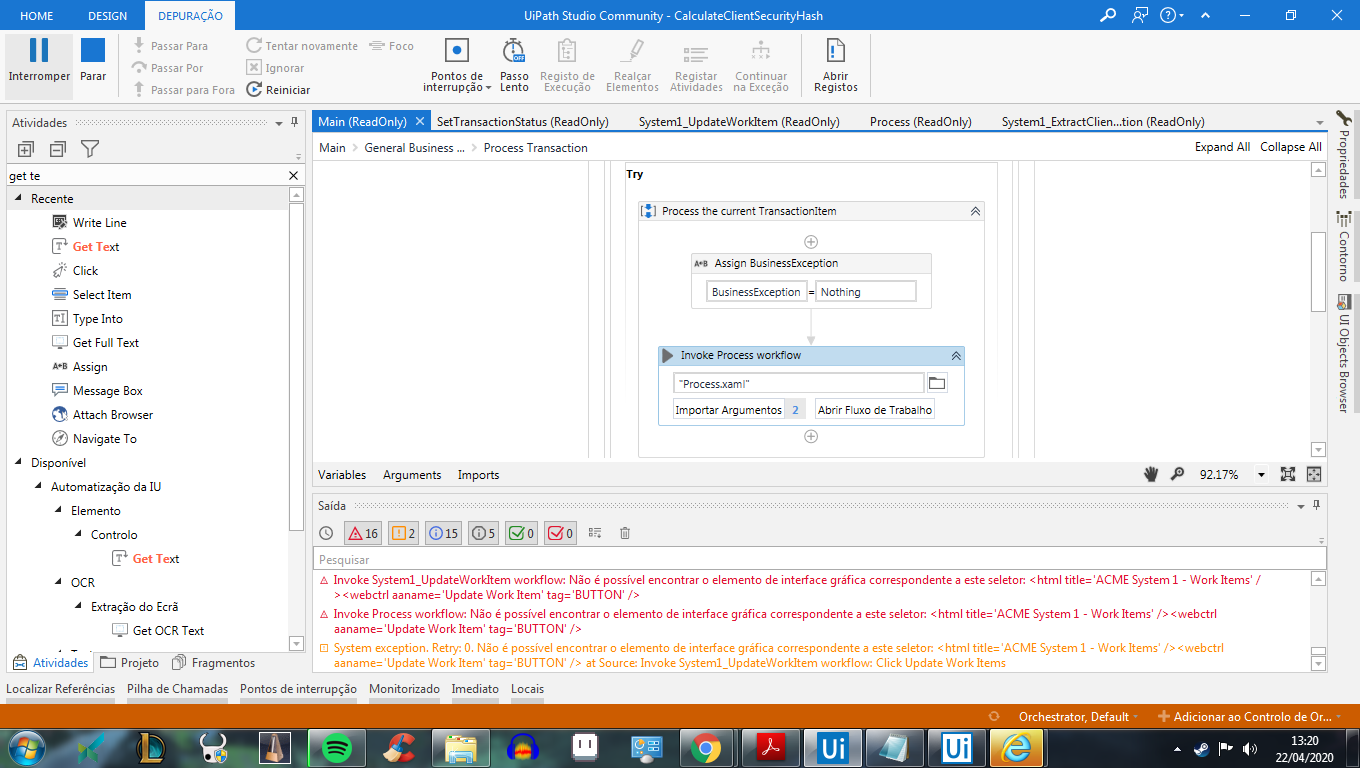 HOME DESIGN DEPURAÇÃO UiPath Studio Community - CalculateClientSecurityHash
Interromper
Parar
Passar Para
Passar Por
Passar para Fora
Tentar novamente
Ignorar
Reiniciar
Foco
Pontos de
interrupção
Passo
Lento
OFF
Registo de
Execução
Realçar
Elementos
Registar
Atividades
Continuar
na Exceção
Abrir
Registos
Atividades
get te
Recente
Write Line
Get Text
Click
Select Item
Type Into
Get Full Text
Assign
Message Box
Attach Browser
Navigate To
Disponível
Automatização da IU
Elemento
Controlo
Get Text
OCR
Extração do Ecrã
Get OCR Text
Atividades Projeto Fragmentos
Main (ReadOnly) SetTransactionStatus (ReadOnly) System1_UpdateWorkItem (ReadOnly) Process (ReadOnly) System1_ExtractClien...tion (ReadOnly)
Main > General Business ... > Process Transaction Expand All Collapse All
Try
Process the current TransactionItem
A*B Assign BusinessException
BusinessException = Nothing
Invoke Process workflow
"Process.xaml"
Importar Argumentos 2 Abrir Fluxo de Trabalho
Variables Arguments Imports 92.17%
Saída
16 2 15 5 0 0
Pesquisar
Invoke System1_UpdateWorkItem workflow: Não é possível encontrar o elemento de interface gráfica correspondente a este seletor: <html title='ACME System 1 - Work Items' /
><webctrl aaname='Update Work Item' tag='BUTTON' />
Invoke Process workflow: Não é possível encontrar o elemento de interface gráfica correspondente a este seletor: <html title='ACME System 1 - Work Items' /><webctrl
aaname='Update Work Item' tag='BUTTON' />
System exception. Retry: 0. Não é possível encontrar o elemento de interface gráfica correspondente a este seletor: <html title='ACME System 1 - Work Items' /><webctrl
aaname='Update Work Item' tag='BUTTON' /> at Source: Invoke System1_UpdateWorkItem workflow: Click Update Work Items
Propriedades
Contorno
UI Objects Browser
Localizar Referências Pilha de Chamadas Pontos de interrupção Monitorizado Imediato Locais
Orchestrator, Default Adicionar ao Controlo de Or...
Ui Ui
13:20
22/04/2020